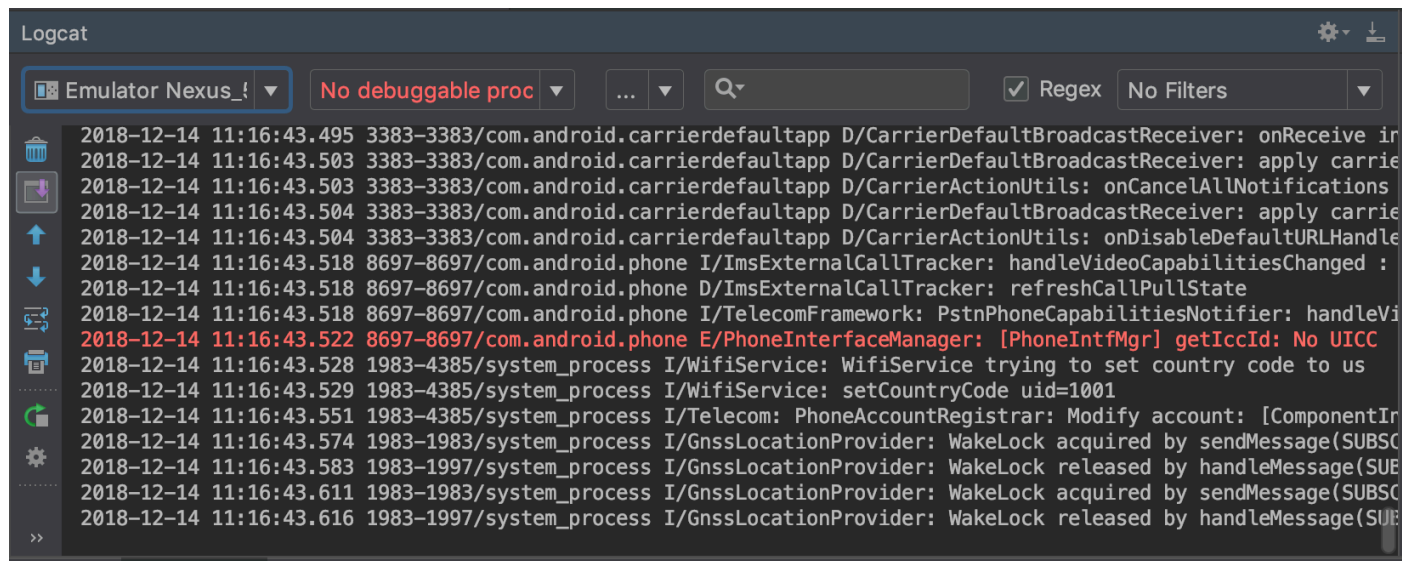 Logcat
Emulator Nexus_ No debuggable proc ... Regex No Filters
2018-12-14 11:16:43.495 3383-3383/com.android.carrierdefaultapp D/CarrierDefaultBroadcastReceiver: onReceive
2018-12-14 11:16:43.503 3383-3383/com.android.carrierdefaultapp D/CarrierDefaultBroadcastReceiver: apply carrie
2018-12-14 11:16:43.503 3383-3383/com.android.carrierdefaultapp D/CarrierActionUtils: onCancelAllNotifications
2018-12-14 11:16:43.504 3383-3383/com.android.carrierdefaultapp D/CarrierDefaultBroadcastReceiver: apply carrie
2018-12-14 11:16:43.504 3383-3383/com.android.carrierdefaultapp D/CarrierActionUtils: onDisableDefaultURLHandle
2018-12-14 11:16:43.518 8697-8697/com.android.phone I/ImsExternalCallTracker: handleVideoCapabilitiesChanged :
2018-12-14 11:16:43.518 8697-8697/com.android.phone D/ImsExternalCallTracker: refreshCallPullState
2018-12-14 11:16:43.518 8697-8697/com.android.phone I/TelecomFramework: PstnPhoneCapabilitiesNotifier: handleVi
2018-12-14 11:16:43.522 8697-8697/com.android.phone E/PhoneInterfaceManager: [PhoneIntfMgr] getIccId: No UICC
2018-12-14 11:16:43.528 1983-4385/system_process I/WifiService: WifiService trying to set country code to us
2018-12-14 11:16:43.529 1983-4385/system_process I/WifiService: setCountryCode uid=1001
2018-12-14 11:16:43.551 1983-4385/system_process I/Telecom: PhoneAccountRegistrar: Modify account: [ComponentIn
2018-12-14 11:16:43.574 1983-1983/system_process I/GnssLocationProvider: WakeLock acquired by sendMessage(SUBSC
2018-12-14 11:16:43.583 1983-1997/system_process I/GnssLocationProvider: WakeLock released by handleMessage(SUB
2018-12-14 11:16:43.611 1983-1983/system_process I/GnssLocationProvider: WakeLock acquired by sendMessage(SUBSC
2018-12-14 11:16:43.616 1983-1997/system_process I/GnssLocationProvider: WakeLock released by handleMessage(SUB